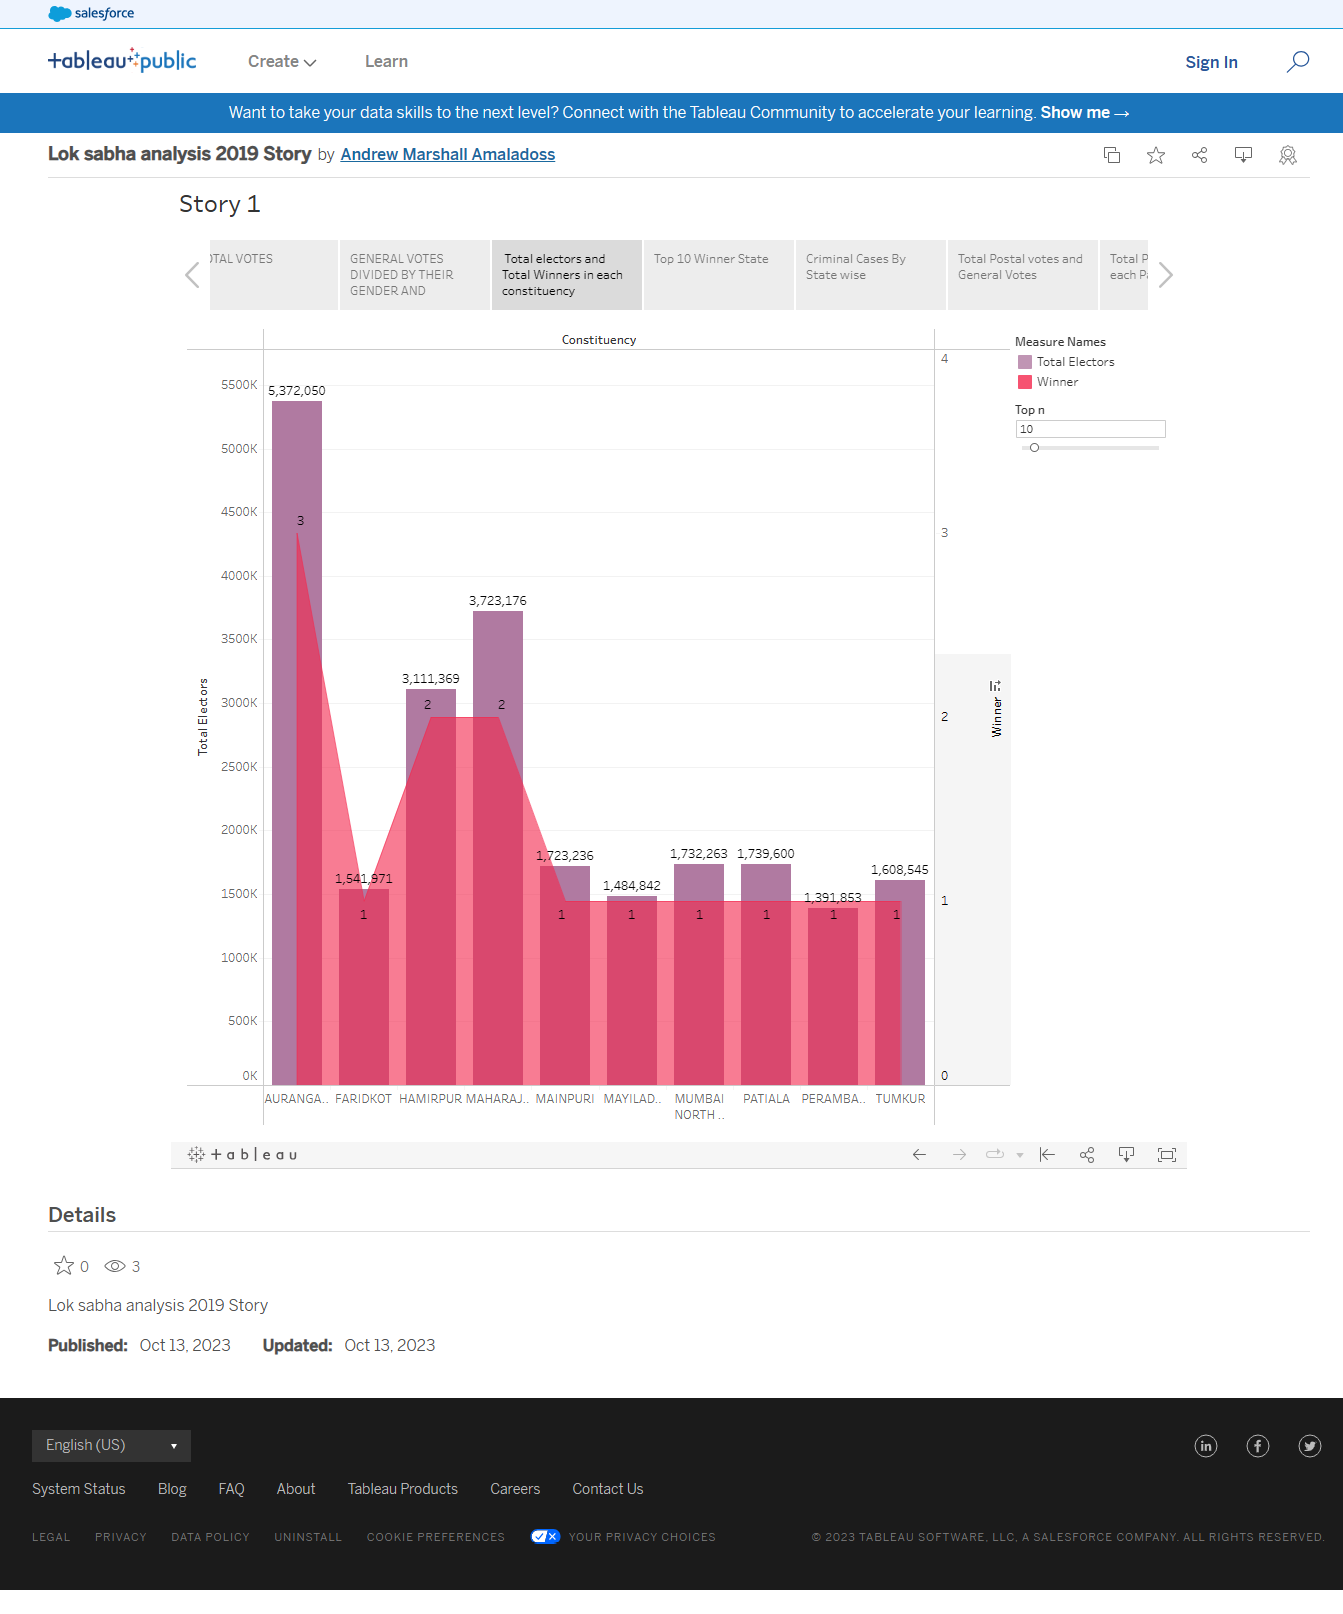 salesforce
+ableau+public
Create
Learn
Sign In
Want to take your data skills to the next level? Connect with the Tableau Community to accelerate your learning. Show me →
Lok sabha analysis 2019 Story by Andrew Marshall Amaladoss
Story 1
OTAL VOTES
GENERAL VOTES
DIVIDED BY THEIR
GENDER AND
Total electors and
Total Winners in each
constituency
Top 10 Winner State
Criminal Cases By
State wise
Total Postal votes and
General Votes
Total P
each Pa
Constituency
Measure Names
Total Electors
Winner
Top n
10
Total Electors
5500K
5000K
4500K
4000K
3500K
3000K
2500K
2000K
1500K
1000K
500K
0K
5,372,050
1,541,971
3,111,369
3,723,176
1,723,236
1,484,842
1,732,263
1,739,600
1,391,853
1,608,545
3
1
2
2
1
1
1
1
1
1
4
3
2
1
0
Winner
AURANGA..
FARIDKOT
HAMIRPUR
MAHARAJ..
MAINPURI
MAYILAD..
MUMBAI
NORTH ..
PATIALA
PERAMBA..
TUMKUR
+ a b | e a u
Details
0
3
Lok sabha analysis 2019 Story
Published: Oct 13, 2023 Updated: Oct 13, 2023
English (US)
System Status Blog FAQ About Tableau Products Careers Contact Us
LEGAL PRIVACY DATA POLICY UNINSTALL COOKIE PREFERENCES YOUR PRIVACY CHOICES © 2023 TABLEAU SOFTWARE, LLC, A SALESFORCE COMPANY. ALL RIGHTS RESERVED.